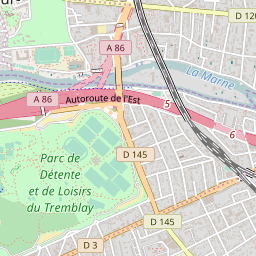 ur-
D 120
A 86
La Marne
A 86
Autoroute de l'Est
5
6
Parc de
Détente
et de Loisirs
du Tremblay
D 145
D 145
D 3